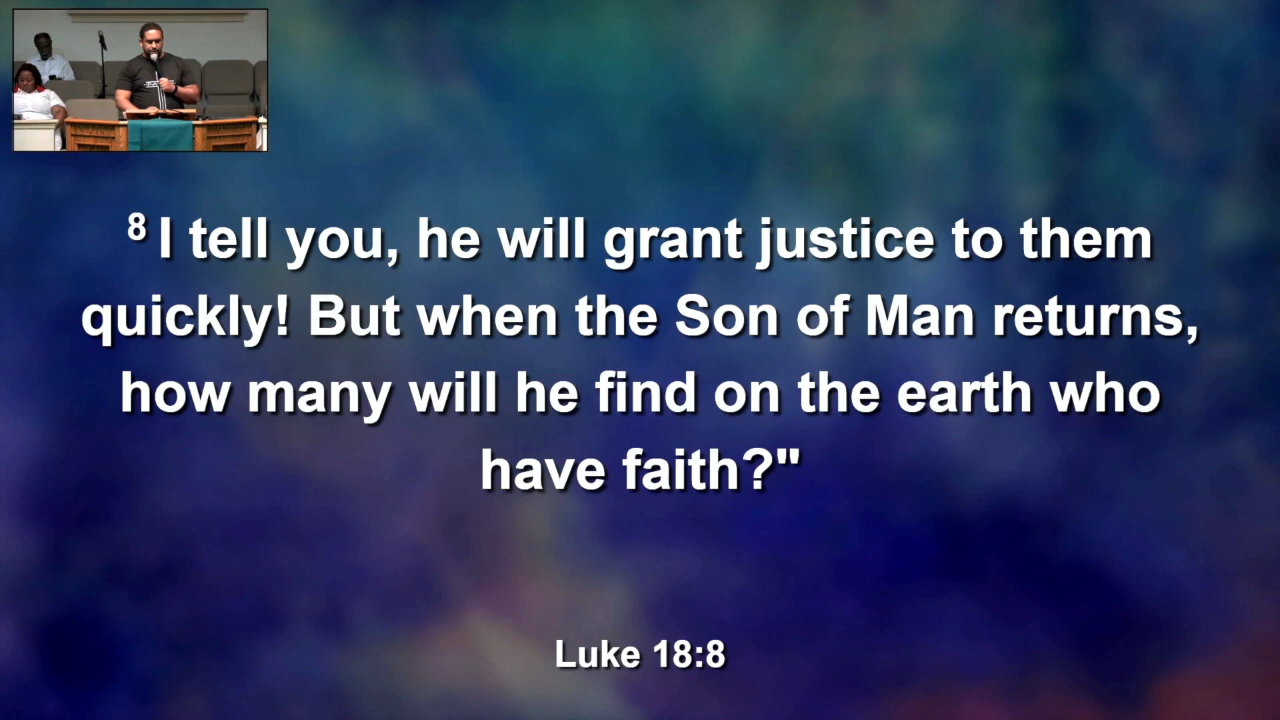 8 I tell you, he will grant justice to them
quickly! But when the Son of Man returns,
how many will he find on the earth who
have faith?"
Luke 18:8